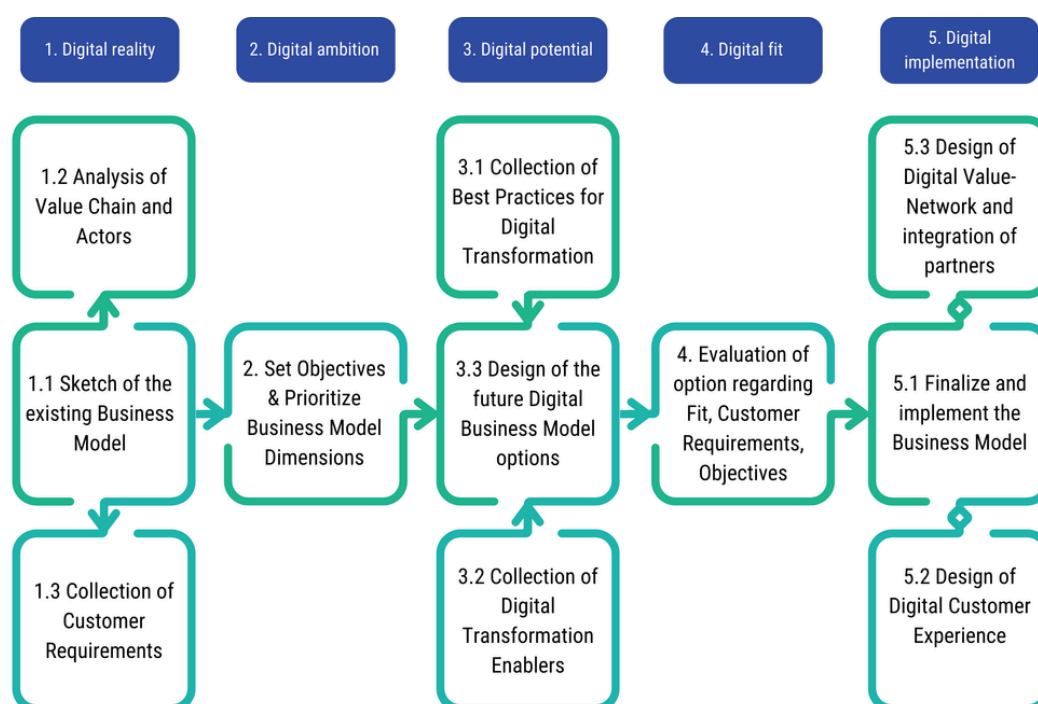 1. Digital reality
2. Digital ambition
3. Digital potential
4. Digital fit
5. Digital
implementation
1.2 Analysis of
Value Chain and
Actors
3.1 Collection of
Best Practices for
Digital
Transformation
5.3 Design of
Digital Value-
Network and
integration of
partners
1.1 Sketch of the
existing Business
Model
2. Set Objectives
& Prioritize
Business Model
Dimensions
3.3 Design of the
future Digital
Business Model
options
4. Evaluation of
option regarding
Fit, Customer
Requirements,
Objectives
5.1 Finalize and
implement the
Business Model
1.3 Collection of
Customer
Requirements
3.2 Collection of
Digital
Transformation
Enablers
5.2 Design of
Digital Customer
Experience